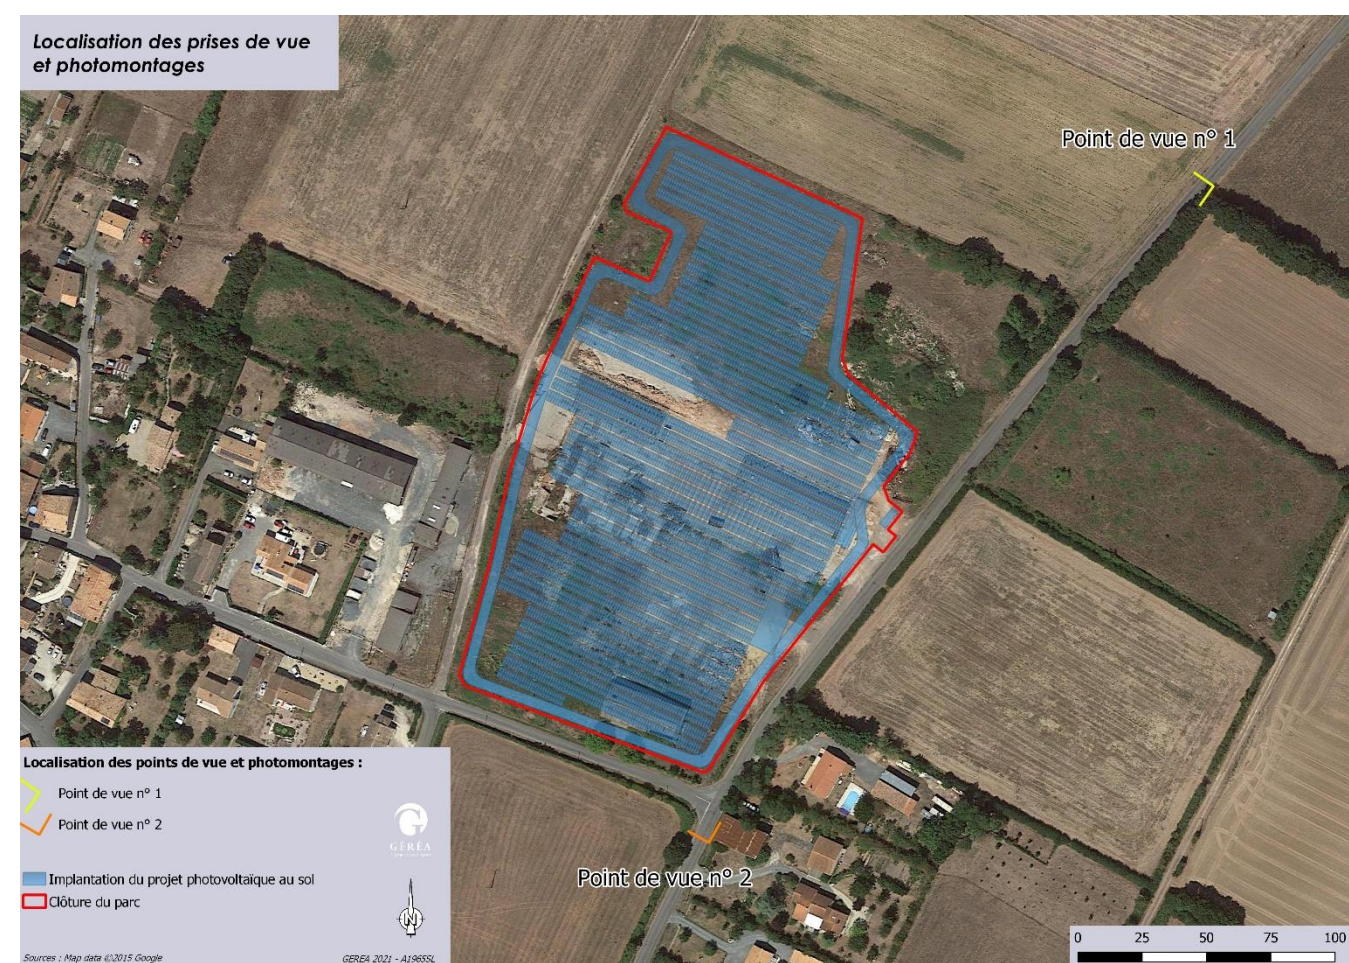 Localisation des prises de vue
et photomontages
Point de vue n° 1
Point de vue n° 2
Localisation des points de vue et photomontages :
Point de vue n° 1
Point de vue n° 2
GÉRÉA
Implantation du projet photovoltaïque au sol
Clôture du parc
N
Sources : Map data ©2015 Google
GEREA 2021 - A1965SL
0 25 50 75 100